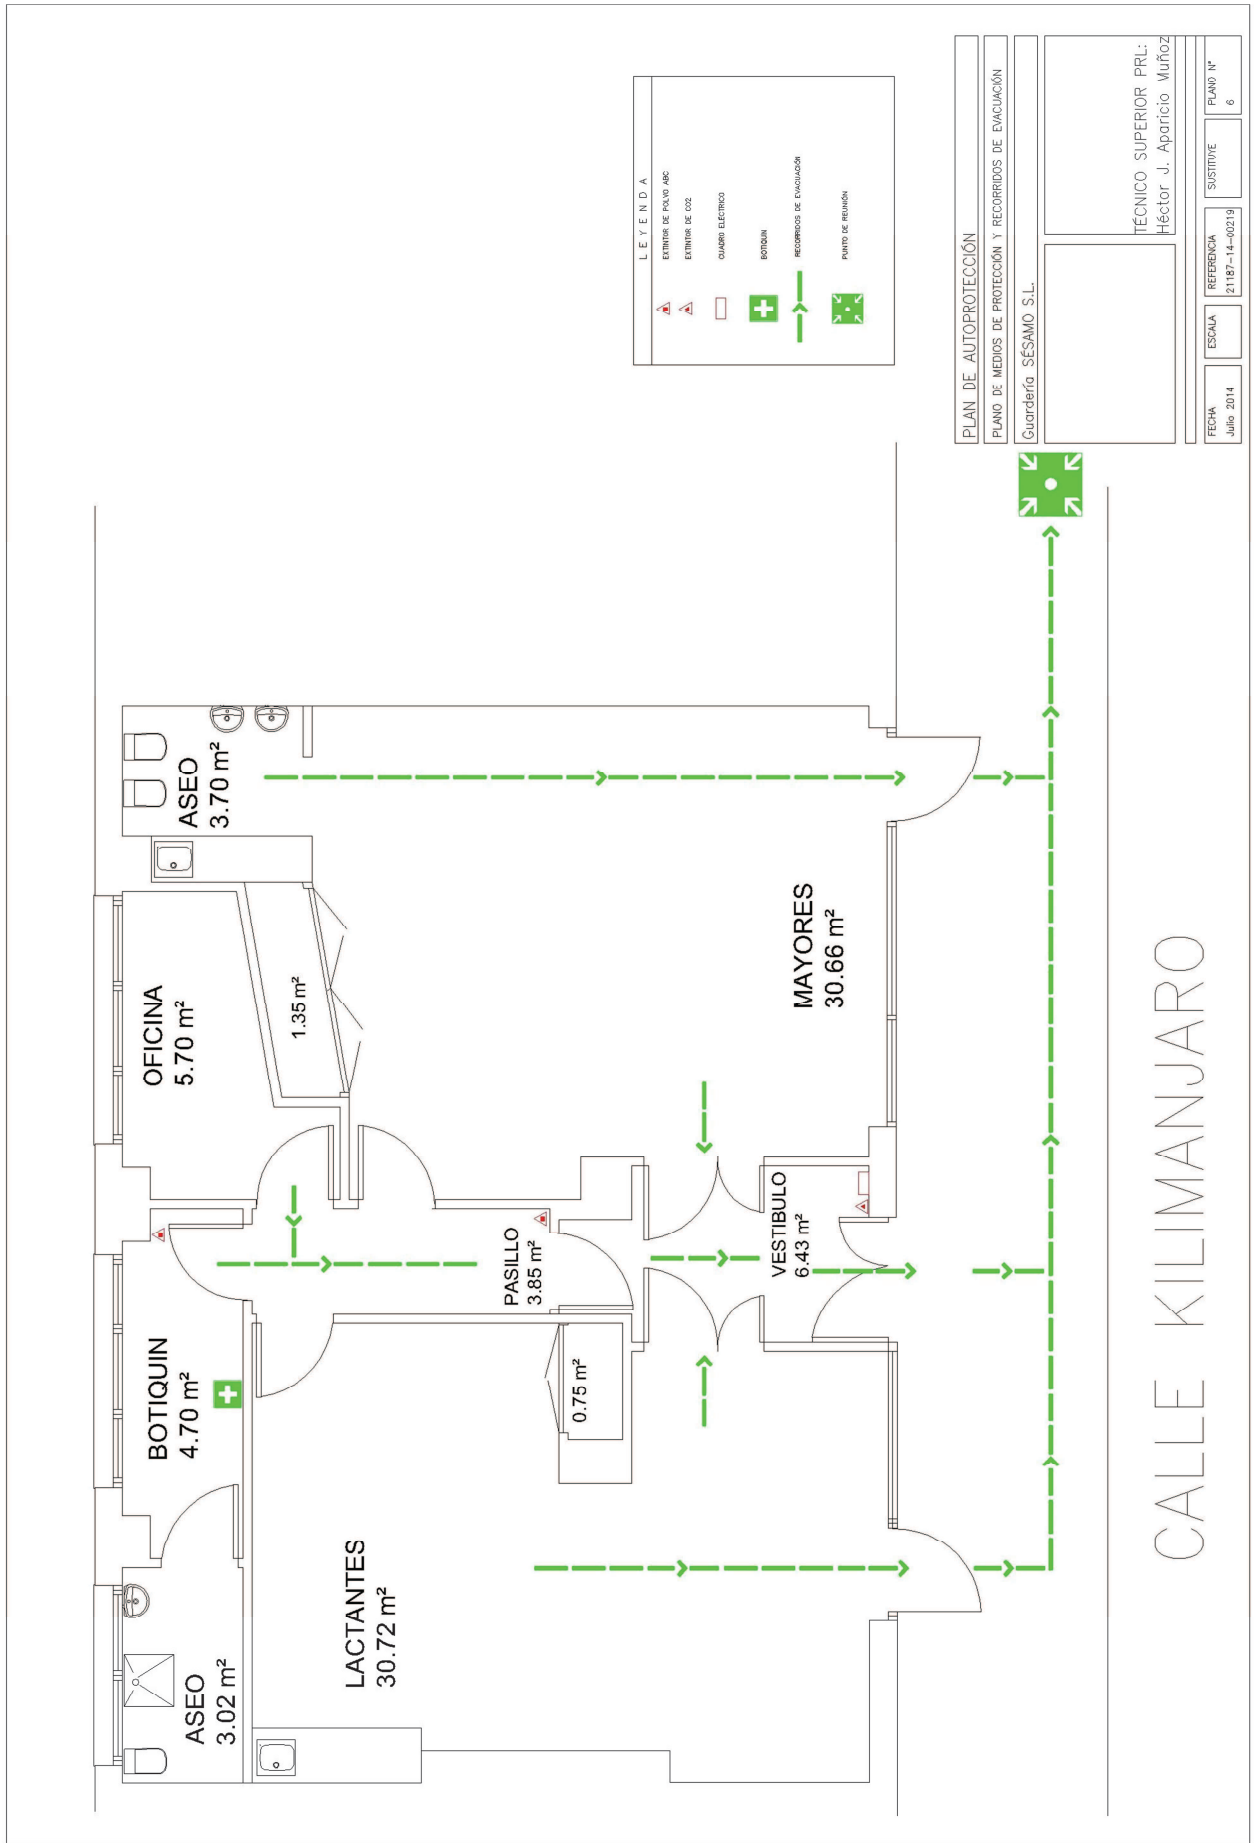 ASEO
3.02 m²
BOTIQUIN
4.70 m²
OFICINA
5.70 m²
ASEO
3.70 m²
1.35 m²
LACTANTES
30.72 m²
0.75 m²
PASILLO
3.85 m²
VESTIBULO
6.43 m²
MAYORES
30.66 m²
CALLE KILIMANJARO
LEYENDA
EXTINTOR DE POLVO ABC
EXTINTOR DE CO2
CUADRO ELÉCTRICO
BOTIQUIN
RECORRIDOS DE EVACUACIÓN
PUNTO DE REUNIÓN
PLAN DE AUTOPROTECCIÓN
PLANO DE MEDIOS DE PROTECCIÓN Y RECORRIDOS DE EVACUACIÓN
Guardería SÉSAMO S.L.
TÉCNICO SUPERIOR PRL:
Héctor J. Aparicio Muñoz
FECHA
Julio 2014
ESCALA
REFERENCIA
21187-14-00219
SUSTITUYE
PLANO Nº
6